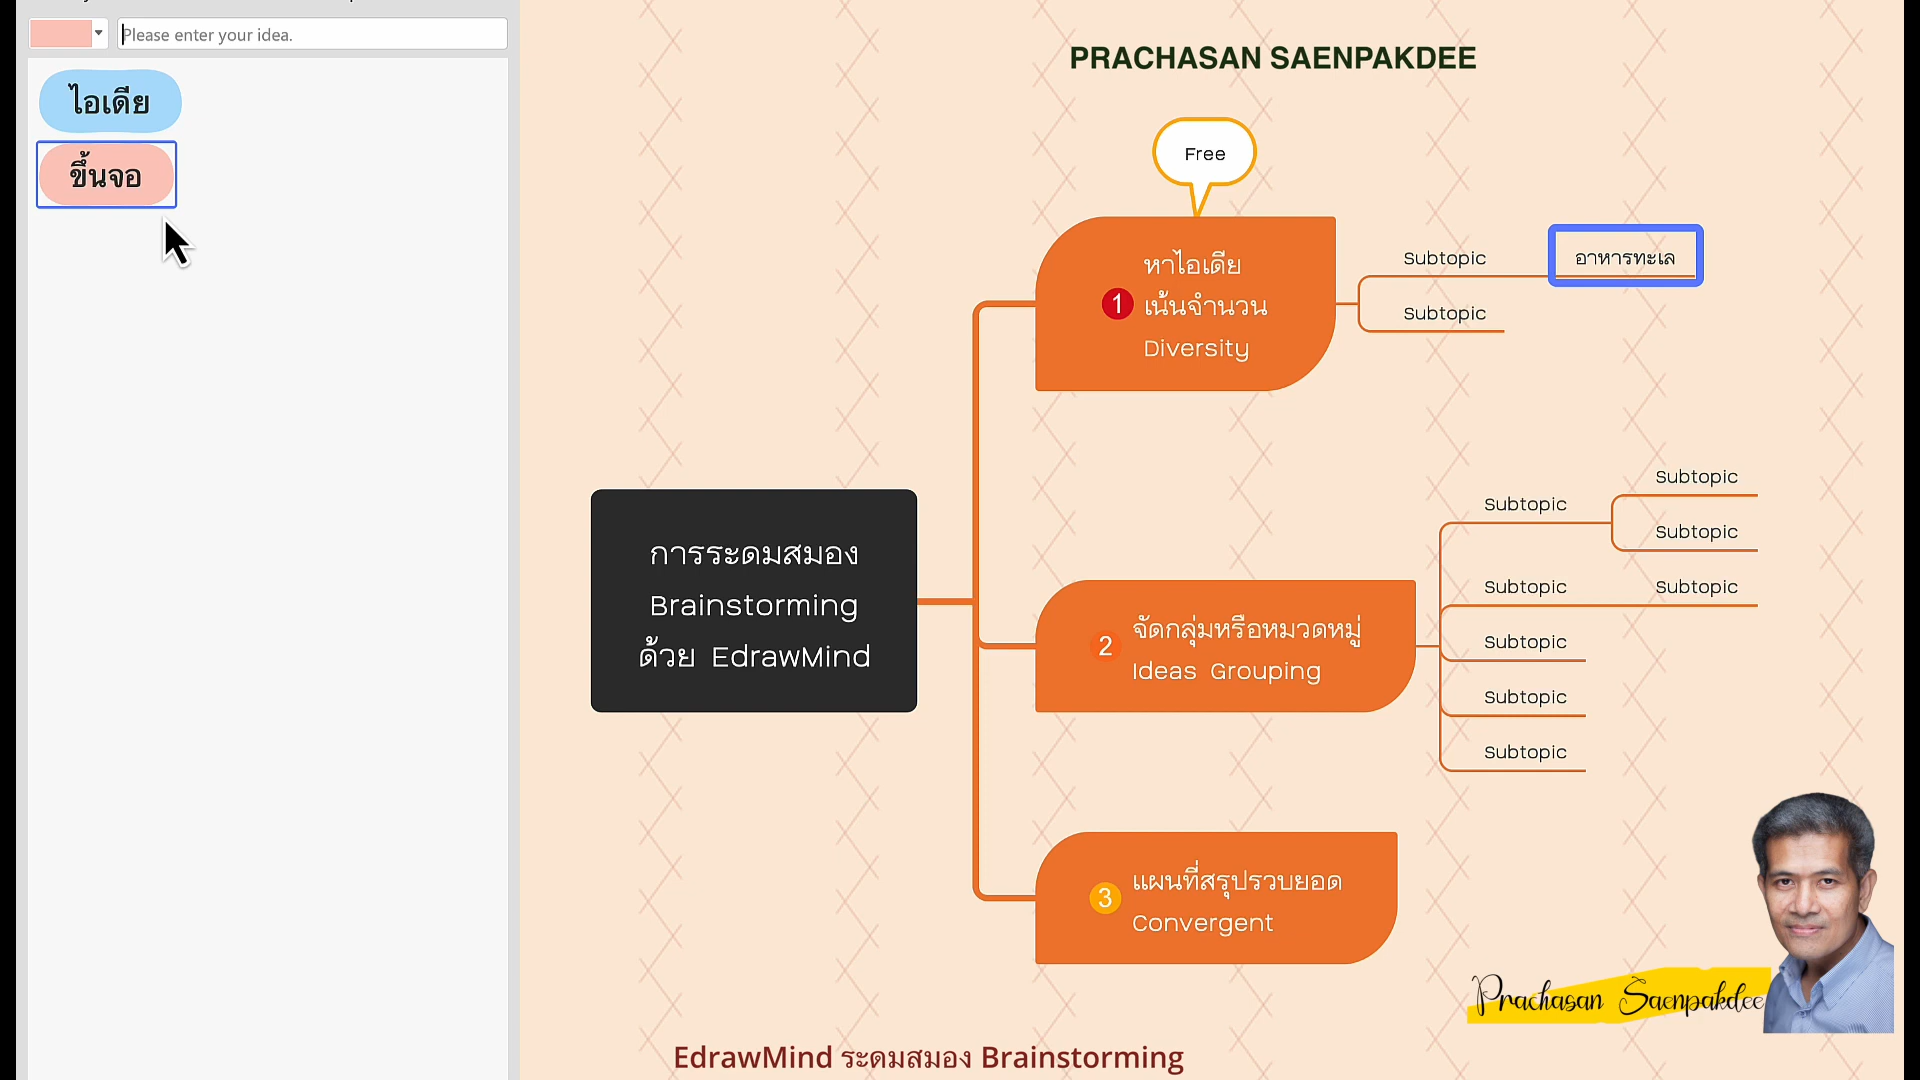 Please enter your idea.
ไอเดีย
ขึ้นจอ
PRACHASAN SAENPAKDEE
Free
1
หาไอเดีย
เน้นจำนวน
Diversity
Subtopic
อาหารทะเล
Subtopic
การระดมสมอง
Brainstorming
ด้วย EdrawMind
2
จัดกลุ่มหรือหมวดหมู่
Ideas Grouping
Subtopic
Subtopic
Subtopic
Subtopic
Subtopic
Subtopic
Subtopic
Subtopic
3
แผนที่สรุปรวบยอด
Convergent
Prachasan Saenpakdee
EdrawMind ระดมสมอง Brainstorming